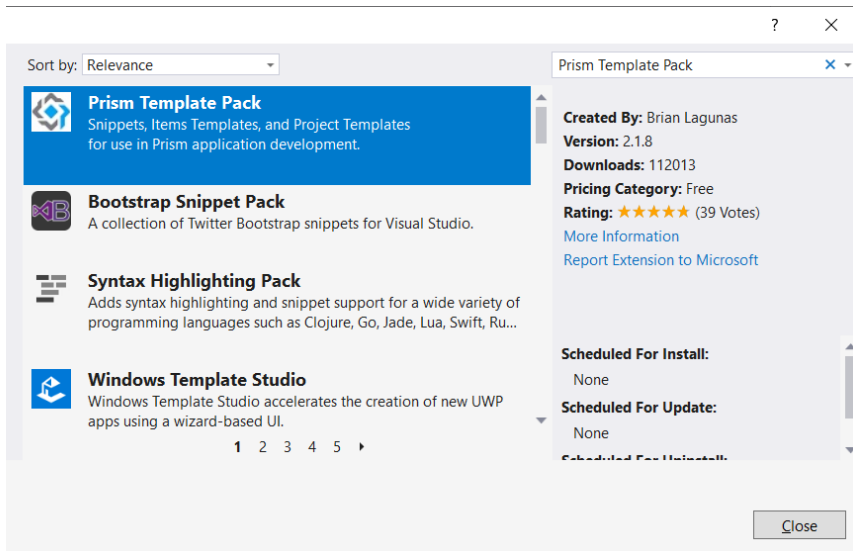 ?
Sort by: Relevance
Prism Template Pack
Prism Template Pack
Snippets, Items Templates, and Project Templates
for use in Prism application development.
Bootstrap Snippet Pack
A collection of Twitter Bootstrap snippets for Visual Studio.
Syntax Highlighting Pack
Adds syntax highlighting and snippet support for a wide variety of
programming languages such as Clojure, Go, Jade, Lua, Swift, Ru...
Windows Template Studio
Windows Template Studio accelerates the creation of new UWP
apps using a wizard-based UI.
1 2 3 4 5
Created By: Brian Lagunas
Version: 2.1.8
Downloads: 112013
Pricing Category: Free
Rating: ★★★★★ (39 Votes)
More Information
Report Extension to Microsoft
Scheduled For Install:
None
Scheduled For Update:
None
Scheduled For Uninstall:
Close